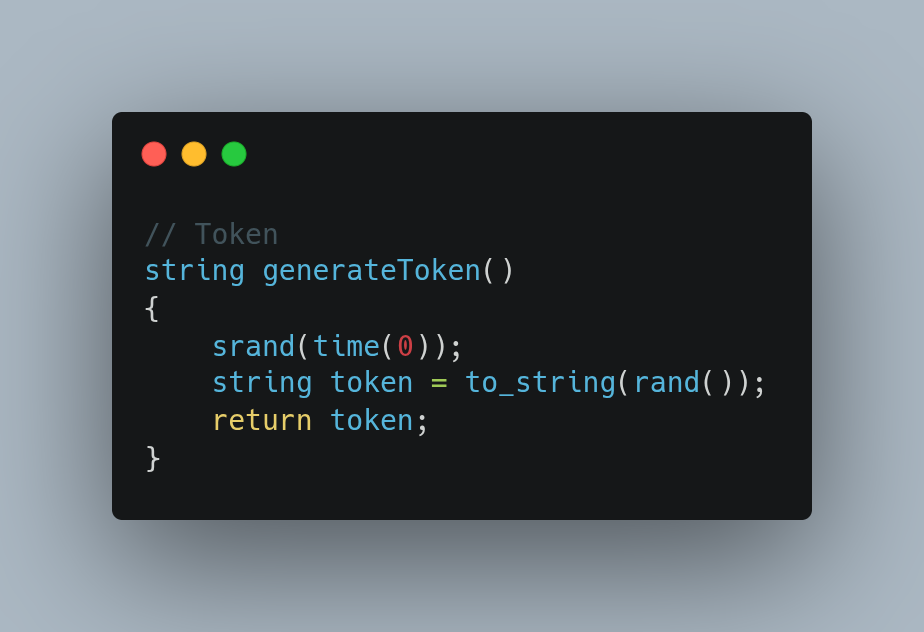 // Token
string generateToken()
{
    srand(time(0));
    string token = to_string(rand());
    return token;
}